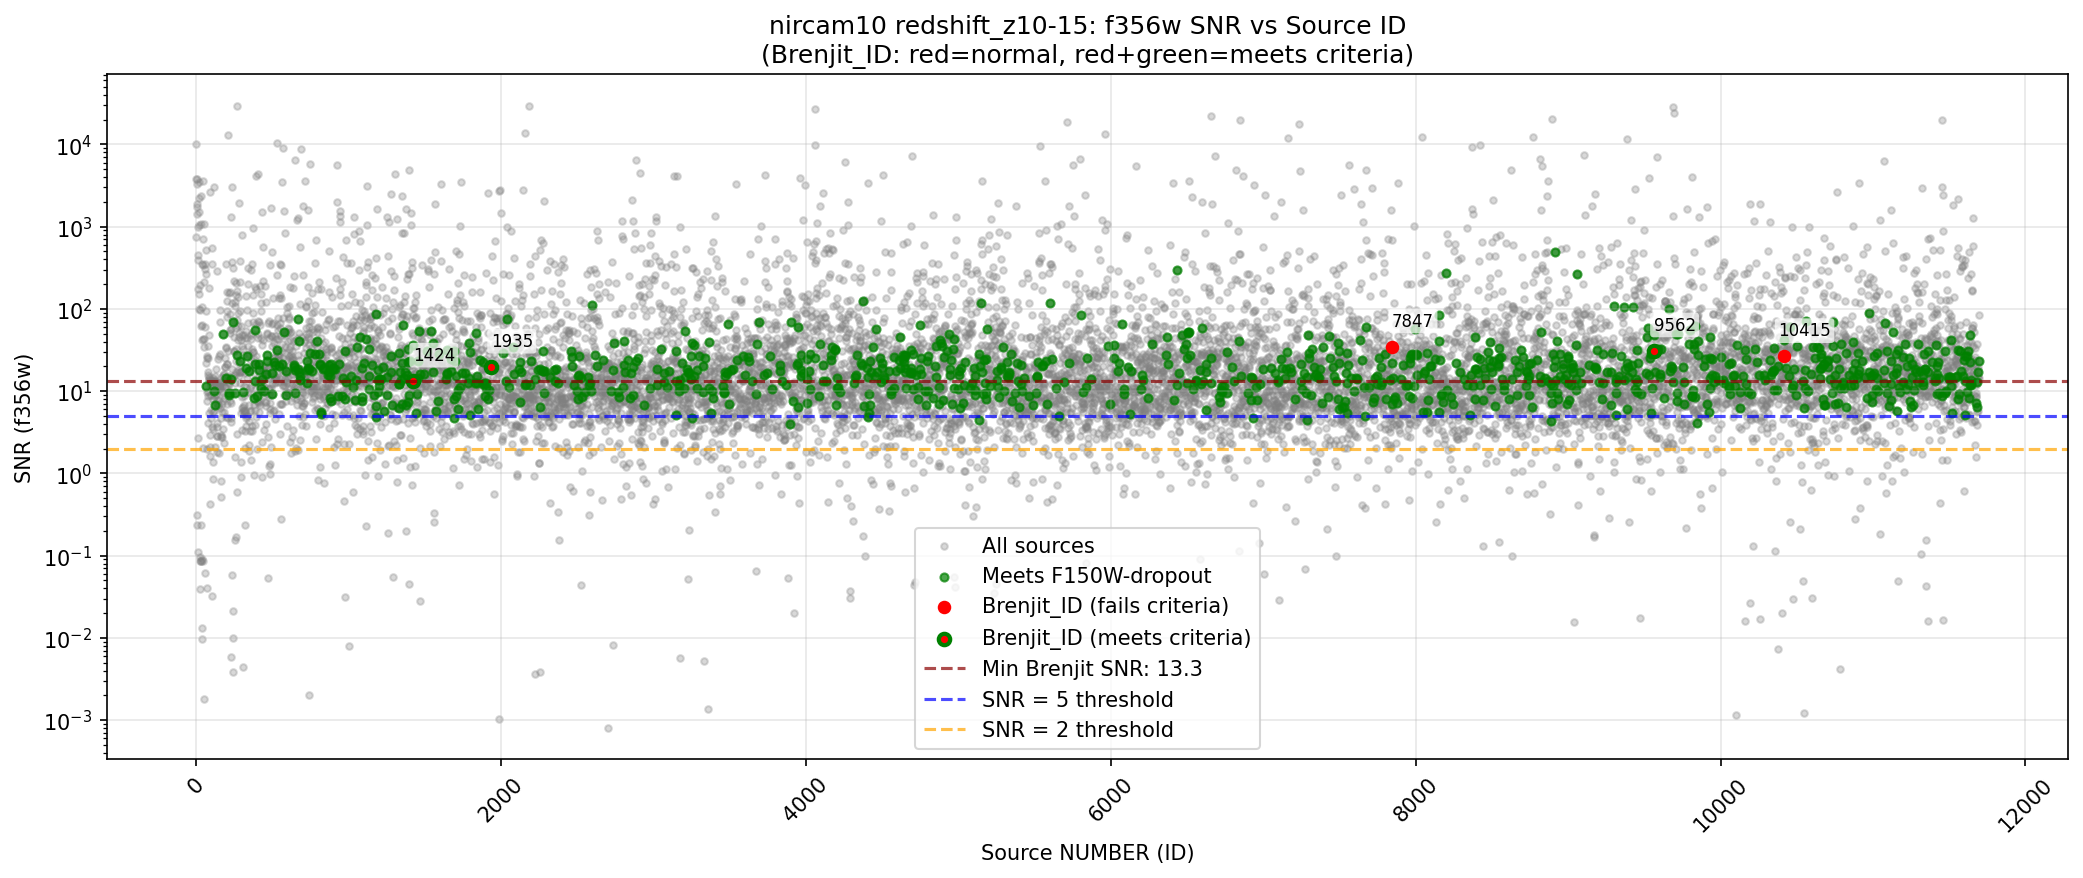 nircam10 redshift_z10-15: f356w SNR vs Source ID
(Brenjit_ID: red=normal, red+green=meets criteria)
SNR (f356w)
10⁴
10³
10²
10¹
10⁰
10⁻¹
10⁻²
10⁻³
1424
1935
7847
9562
10415
All sources
Meets F150W-dropout
Brenjit_ID (fails criteria)
Brenjit_ID (meets criteria)
Min Brenjit SNR: 13.3
SNR = 5 threshold
SNR = 2 threshold
0
2000
4000
6000
8000
10000
12000
Source NUMBER (ID)